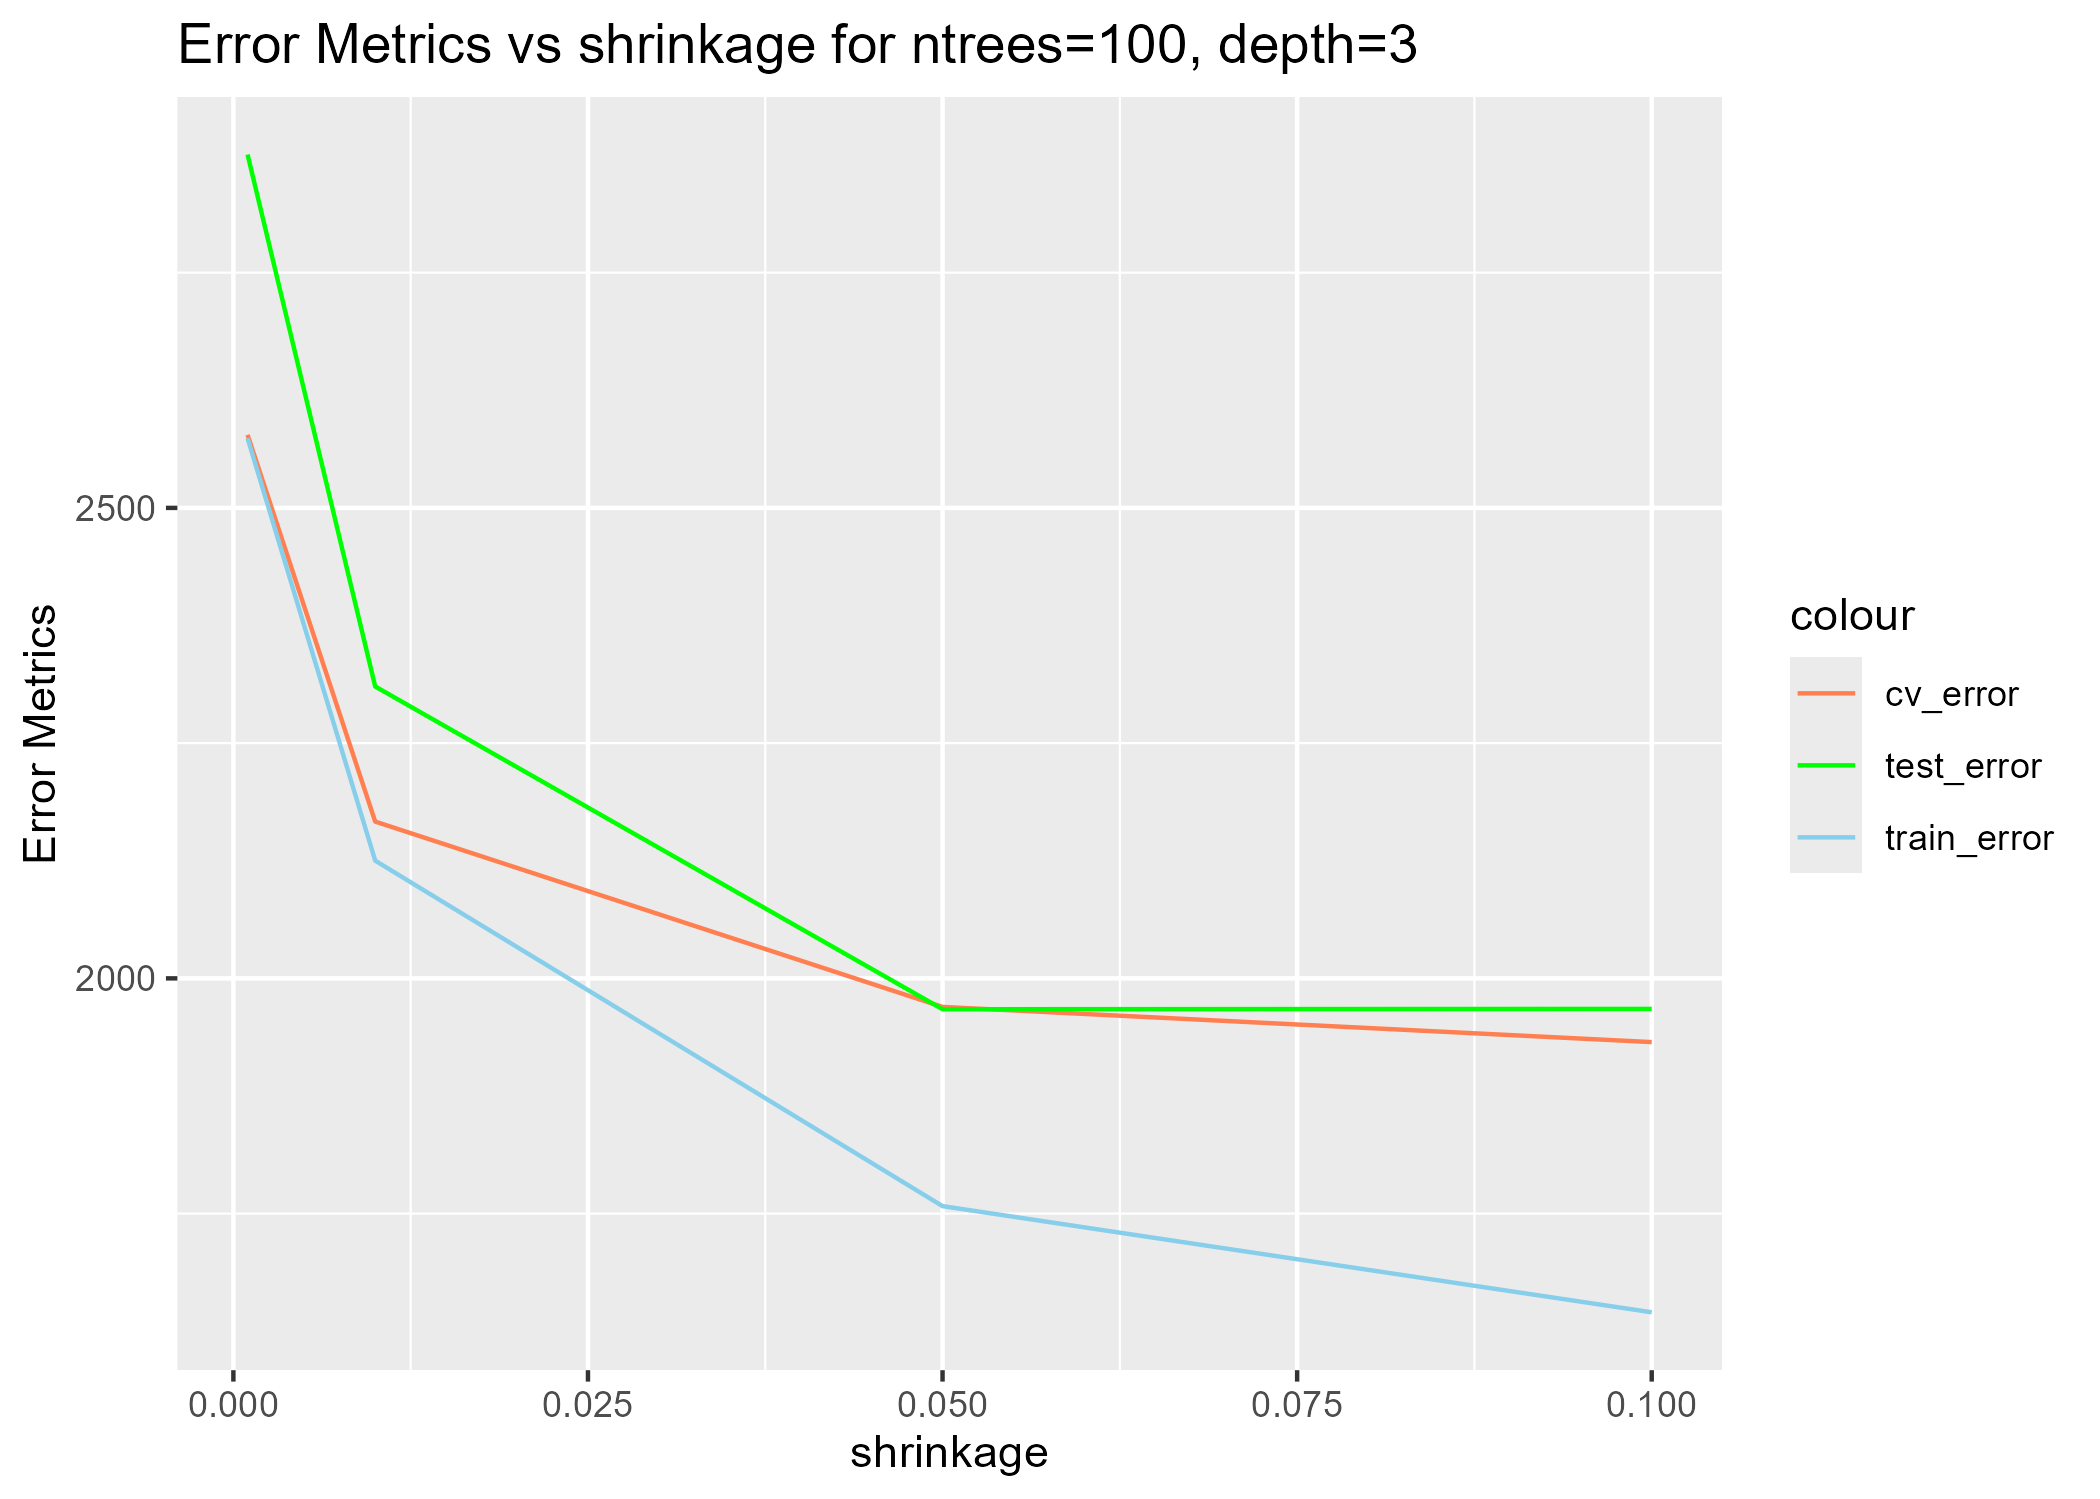 Error Metrics vs shrinkage for ntrees=100, depth=3
Error Metrics
2500
2000
0.000 0.025 0.050 0.075 0.100
shrinkage
colour
cv_error
test_error
train_error